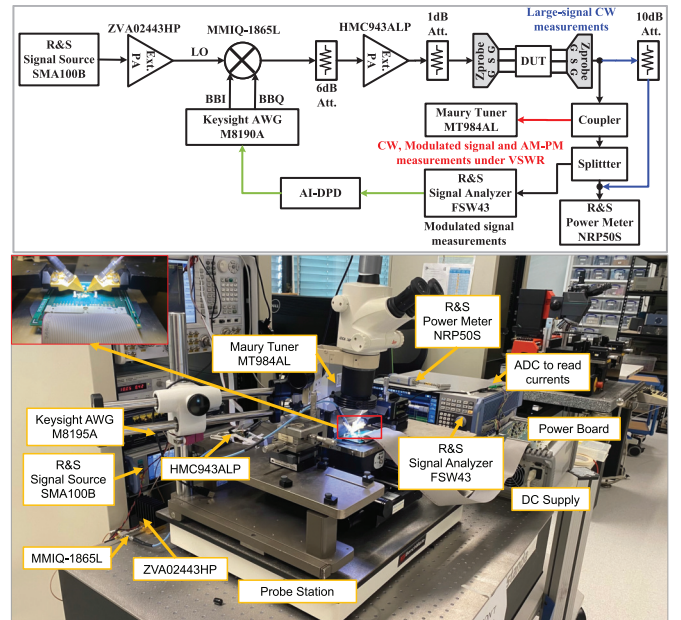 R&S
Signal Source
SMA100B
ZVA02443HP
Ext.
PA
LO
MMIQ-1865L
BBI
BBQ
Keysight AWG
M8190A
6dB
Att.
HMC943ALP
Ext.
PA
1dB
Att.
Zprobe
G S G
DUT
Zprobe
G S G
Large-signal CW
measurements
10dB
Att.
Maury Tuner
MT984AL
Coupler
CW, Modulated signal and AM-PM
measurements under VSWR
Splittter
AI-DPD
R&S
Signal Analyzer
FSW43
Modulated signal
measurements
R&S
Power Meter
NRP50S
Maury Tuner
MT984AL
R&S
Power Meter
NRP50S
ADC to read
currents
Keysight AWG
M8195A
R&S
Signal Source
SMA100B
HMC943ALP
R&S
Signal Analyzer
FSW43
Power Board
DC Supply
MMIQ-1865L
ZVA02443HP
Probe Station